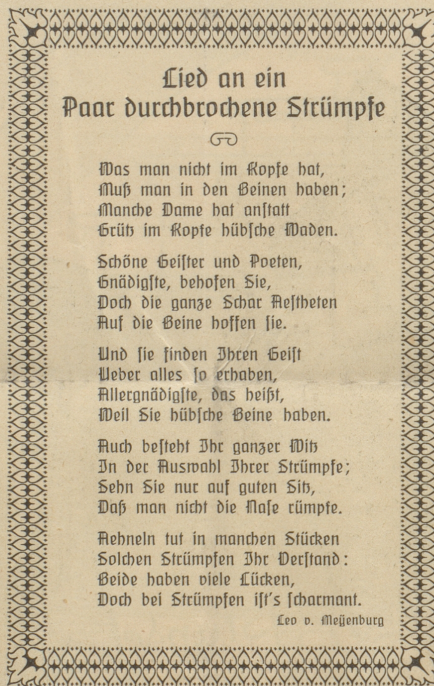 Lied an ein
Paar durchbrochene Strümpfe
Was man nicht im Kopfe hat,
Muß man in den Beinen haben;
Manche Dame hat anstatt
Grütz im Kopfe hübsche Waden.
Schöne Geister und Poeten,
Gnädigste, behofen Sie,
Doch die ganze Schar Aestheten
Auf die Beine hoffen sie.
Und sie finden Ihren Geist
Ueber alles so erhaben,
Allergnädigste, das heißt,
Weil Sie hübsche Beine haben.
Auch besteht Ihr ganzer Witz
In der Auswahl Ihrer Strümpfe;
Sehn Sie nur auf guten Sitz,
Daß man nicht die Nase rümpfe.
Aehneln tut in manchen Stücken
Solchen Strümpfen Ihr Verstand:
Beide haben viele Lücken,
Doch bei Strümpfen ist's scharmant.
Leo v. Meÿenburg